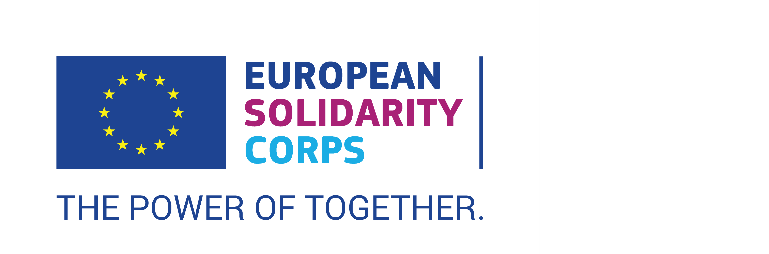 EUROPEAN
SOLIDARITY
CORPS
THE POWER OF TOGETHER.